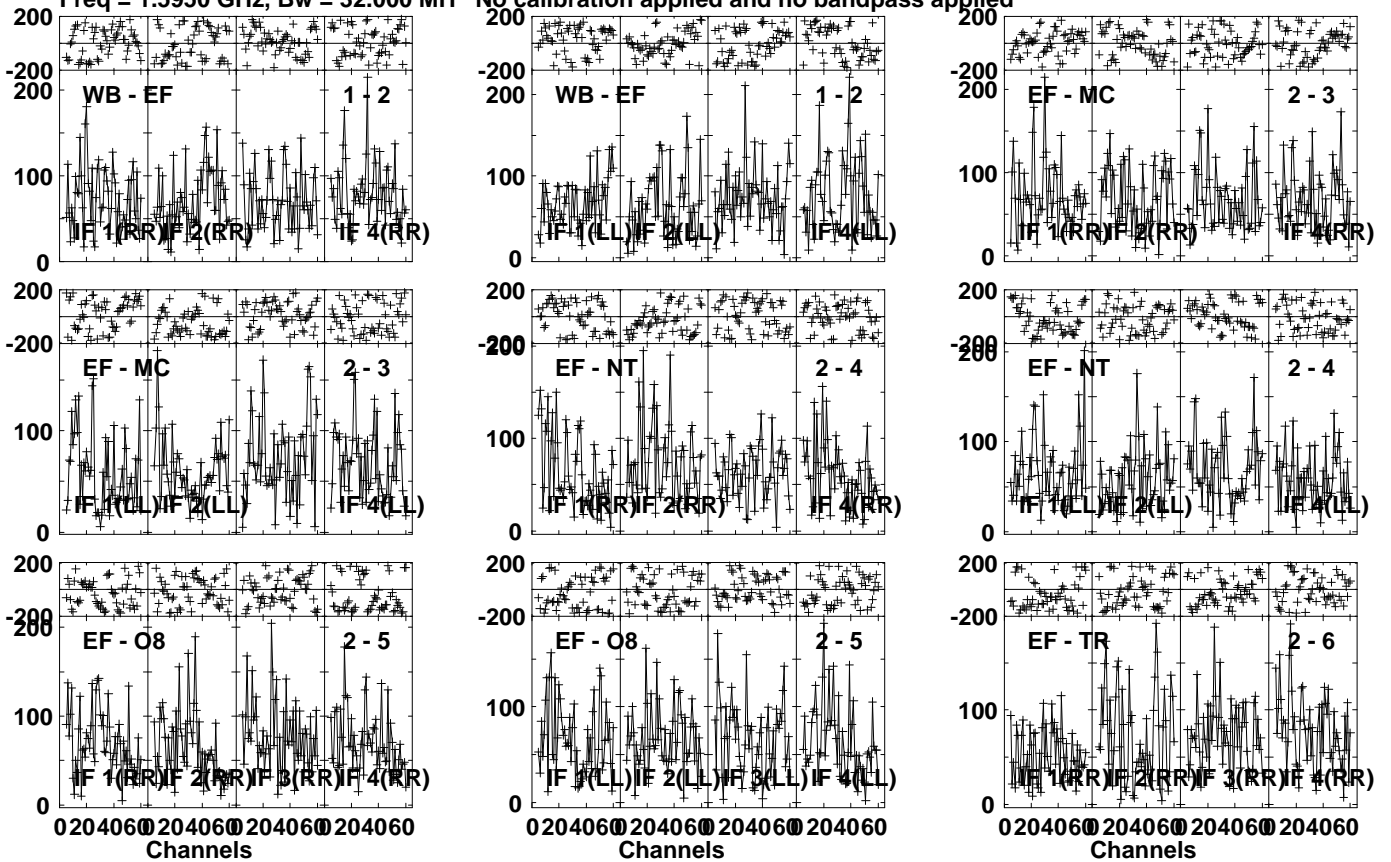 Freq = 1.5950 GHz, Bw = 32.000 MH No calibration applied and no bandpass applied
200
-200
200
WB - EF 1 - 2
100
IF 1(RR) IF 2(RR) IF 4(RR)
0
200
-200
200
WB - EF 1 - 2
100
IF 1(LL) IF 2(LL) IF 4(LL)
0
200
-200
200
EF - MC 2 - 3
100
IF 1(RR) IF 2(RR) IF 4(RR)
0
200
-200
EF - MC 2 - 3
100
IF 1(LL) IF 2(LL) IF 4(LL)
0
200
-200
200
EF - NT 2 - 4
100
IF 1(RR) IF 2(RR) IF 4(RR)
0
200
-200
200
EF - NT 2 - 4
100
IF 1(LL) IF 2(LL) IF 4(LL)
0
200
-200
200
EF - O8 2 - 5
100
IF 1(RR) IF 2(RR) IF 3(RR) IF 4(RR)
0
0 20 40 60 0 20 40 60 0 20 40 60 0 20 40 60
Channels
200
-200
200
EF - O8 2 - 5
100
IF 1(LL) IF 2(LL) IF 3(LL) IF 4(LL)
0
0 20 40 60 0 20 40 60 0 20 40 60 0 20 40 60
Channels
200
-200
EF - TR 2 - 6
100
IF 1(RR) IF 2(RR) IF 3(RR) IF 4(RR)
0
0 20 40 60 0 20 40 60 0 20 40 60 0 20 40 60
Channels